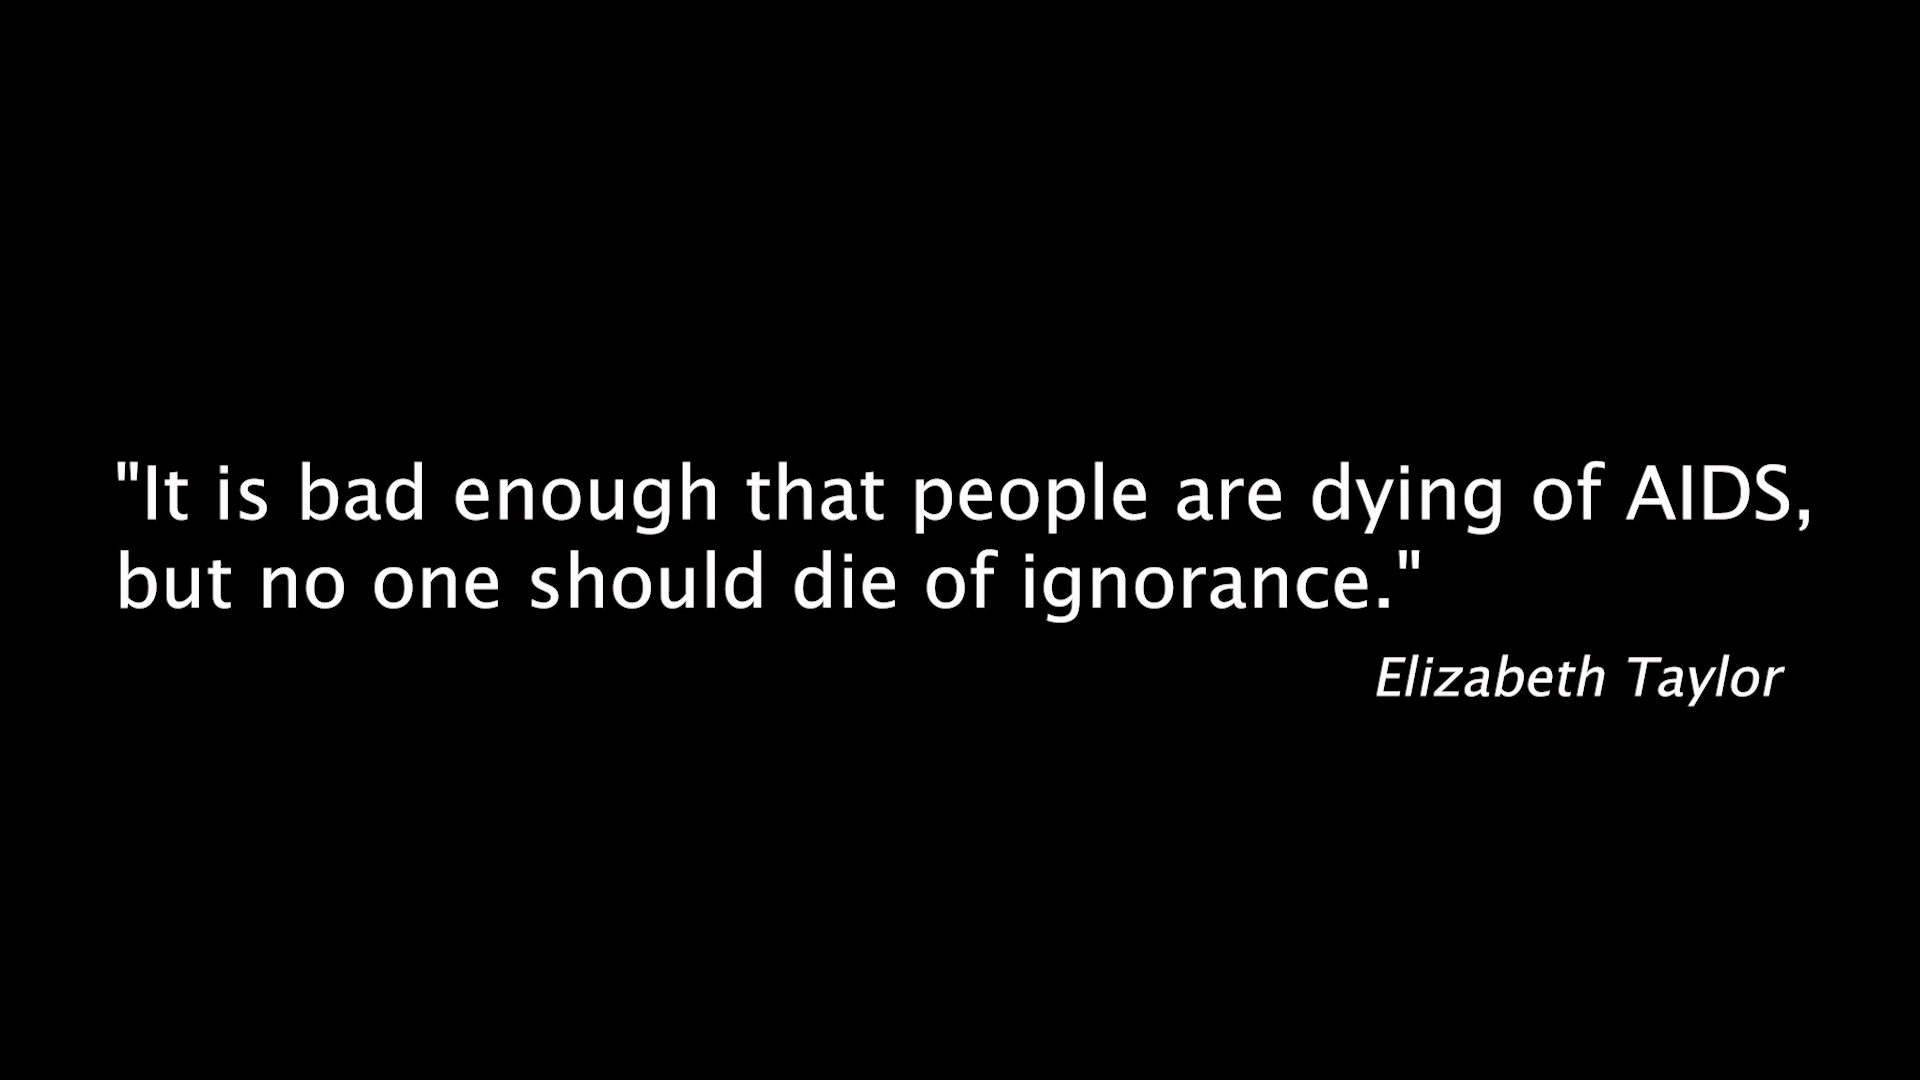 "It is bad enough that people are dying of AIDS,
but no one should die of ignorance."
Elizabeth Taylor